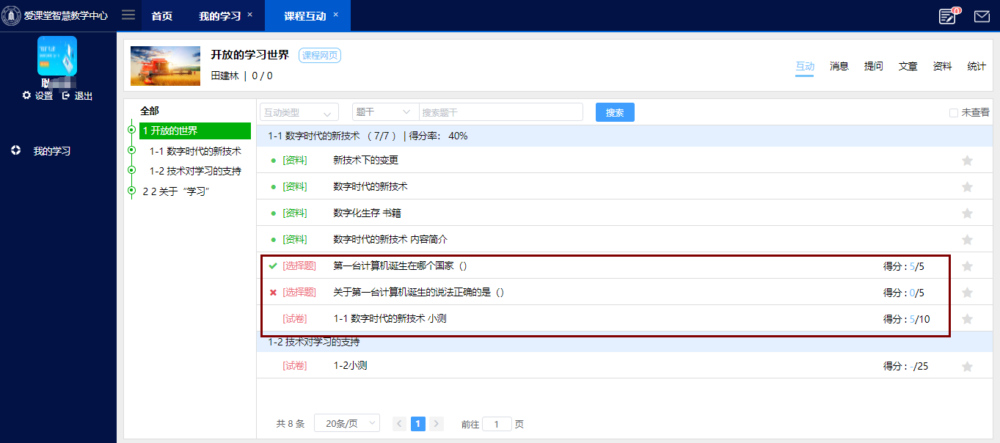 爱课堂智慧教学中心 首页 我的学习 × 课程互动 ×
设置 退出
我的学习
开放的学习世界 课程网页
田建林 | 0 / 0
互动 消息 提问 文章 资料 统计
全部
1 开放的世界
1-1 数字时代的新技术
1-2 技术对学习的支持
2 2 关于“学习”
互动类型 题干 搜索题干 搜索 未查看
1-1 数字时代的新技术 （ 7/7 ） | 得分率： 40%
[资料] 新技术下的变更
[资料] 数字时代的新技术
[资料] 数字化生存 书籍
[资料] 数字时代的新技术 内容简介
[选择题] 第一台计算机诞生在哪个国家（） 得分 : 5/5
[选择题] 关于第一台计算机诞生的说法正确的是（） 得分 : 0/5
[试卷] 1-1 数字时代的新技术 小测 得分 : 5/10
1-2 技术对学习的支持
[试卷] 1-2小测 得分 : -/25
共 8 条 20条/页 < 1 > 前往 1 页